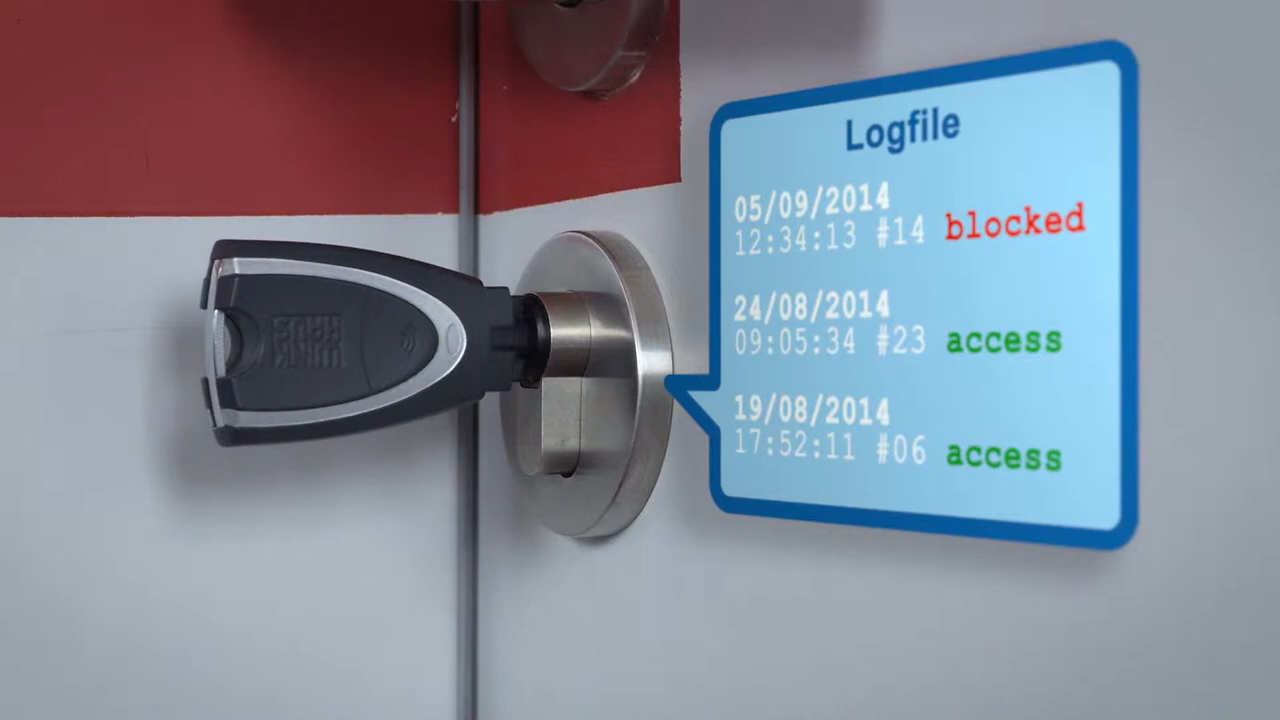 Logfile
05/09/2014
12:34:13 #14 blocked
24/08/2014
09:05:34 #23 access
19/08/2014
17:52:11 #06 access